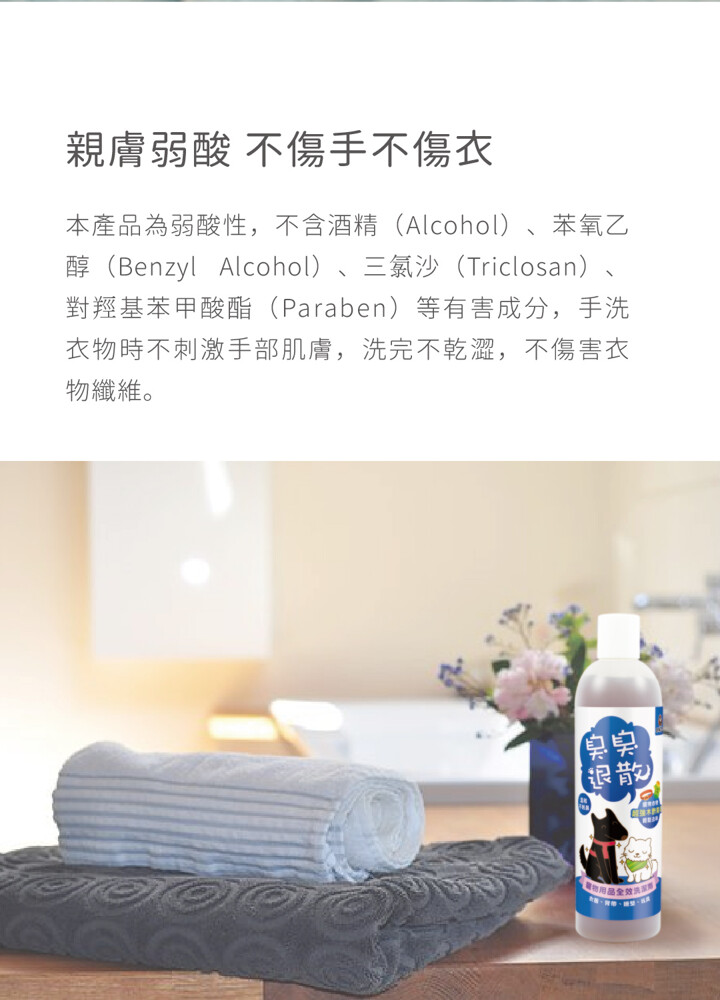 親膚弱酸 不傷手不傷衣
本產品為弱酸性，不含酒精（Alcohol）、苯氧乙
醇（Benzyl Alcohol）、三氯沙（Triclosan）、
對羥基苯甲酸酯（Paraben）等有害成分，手洗
衣物時不刺激手部肌膚，洗完不乾澀，不傷害衣
物纖維。
臭臭
退散
寵物用品全效洗潔劑